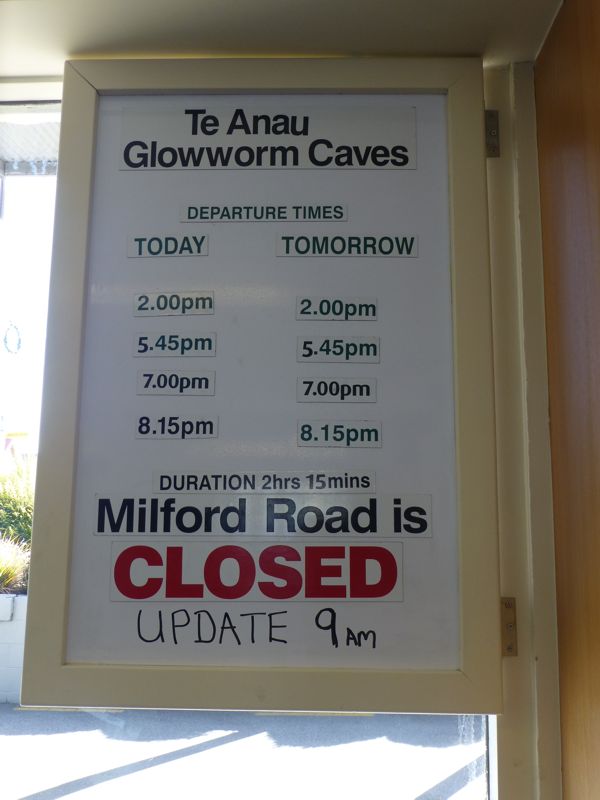 Te Anau
Glowworm Caves
DEPARTURE TIMES
TODAY TOMORROW
2.00pm 2.00pm
5.45pm 5.45pm
7.00pm 7.00pm
8.15pm 8.15pm
DURATION 2hrs 15mins
Milford Road is
CLOSED
UPDATE 9AM